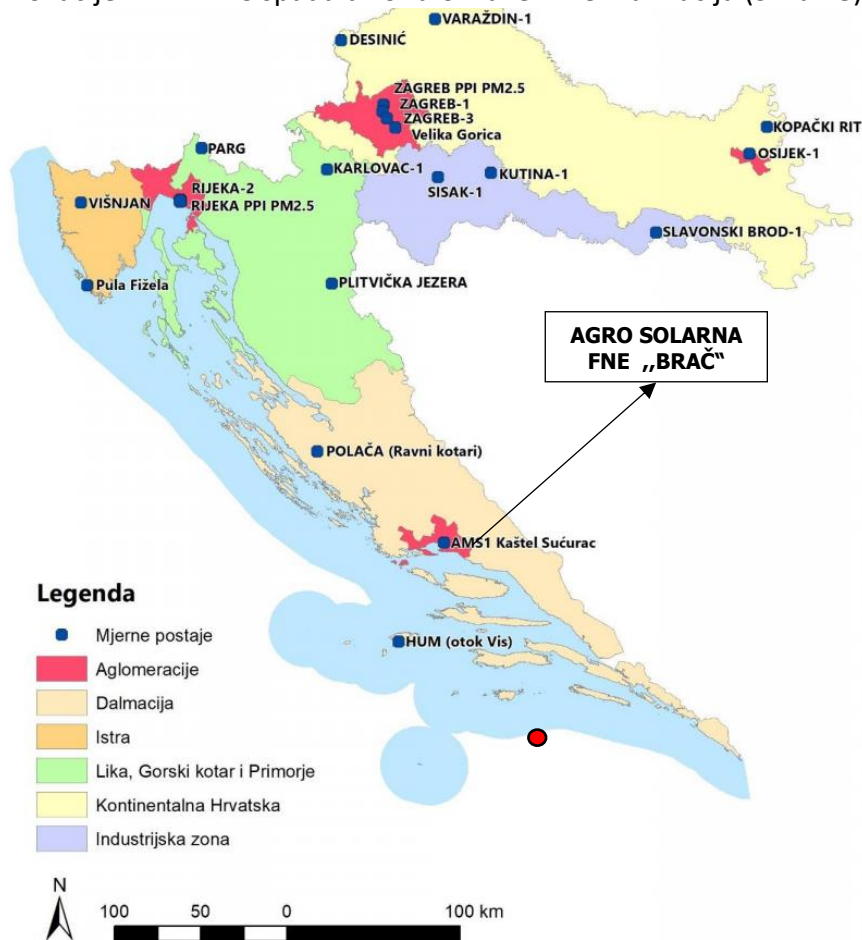 VARAŽDIN-1
DESINIĆ
ZAGREB PPI PM2.5
ZAGREB-1
ZAGREB-3
Velika Gorica
KOPAČKI RIT
OSIJEK-1
PARG
KARLOVAC-1
KUTINA-1
SISAK-1
RIJEKA-2
RIJEKA PPI PM2.5
VIŠNJAN
SLAVONSKI BROD-1
Pula Fižela
PLITVIČKA JEZERA
AGRO SOLARNA
FNE ,,BRAČ“
POLAČA (Ravni kotari)
AMS1 Kaštel Sućurac
HUM (otok Vis)
Legenda
Mjerne postaje
Aglomeracije
Dalmacija
Istra
Lika, Gorski kotar i Primorje
Kontinentalna Hrvatska
Industrijska zona
N
100 50 0 100 km